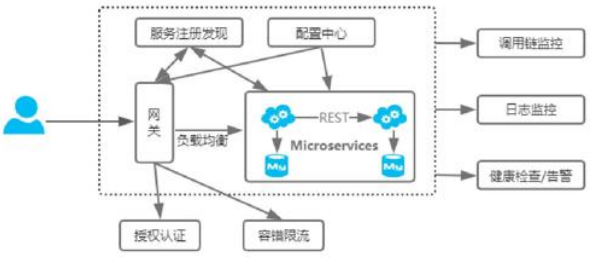 服务注册发现
配置中心
调用链监控
网关
负载均衡
REST
Microservices
My
My
日志监控
健康检查/告警
授权认证
容错限流